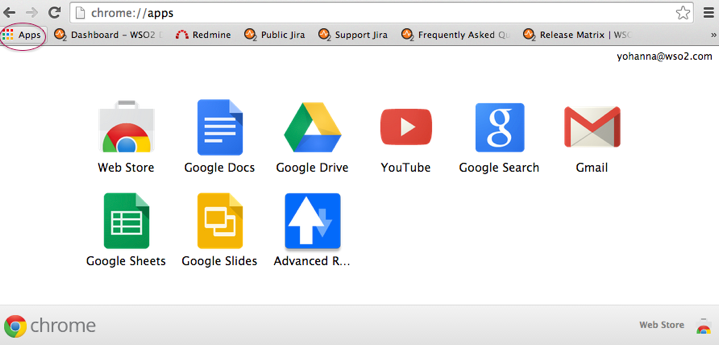 chrome://apps
Apps Dashboard – WSO2 Redmine Public Jira Support Jira Frequently Asked Qu Release Matrix | WSO »
yohanna@wso2.com
Web Store Google Docs Google Drive YouTube Google Search Gmail
Google Sheets Google Slides Advanced R...
chrome Web Store